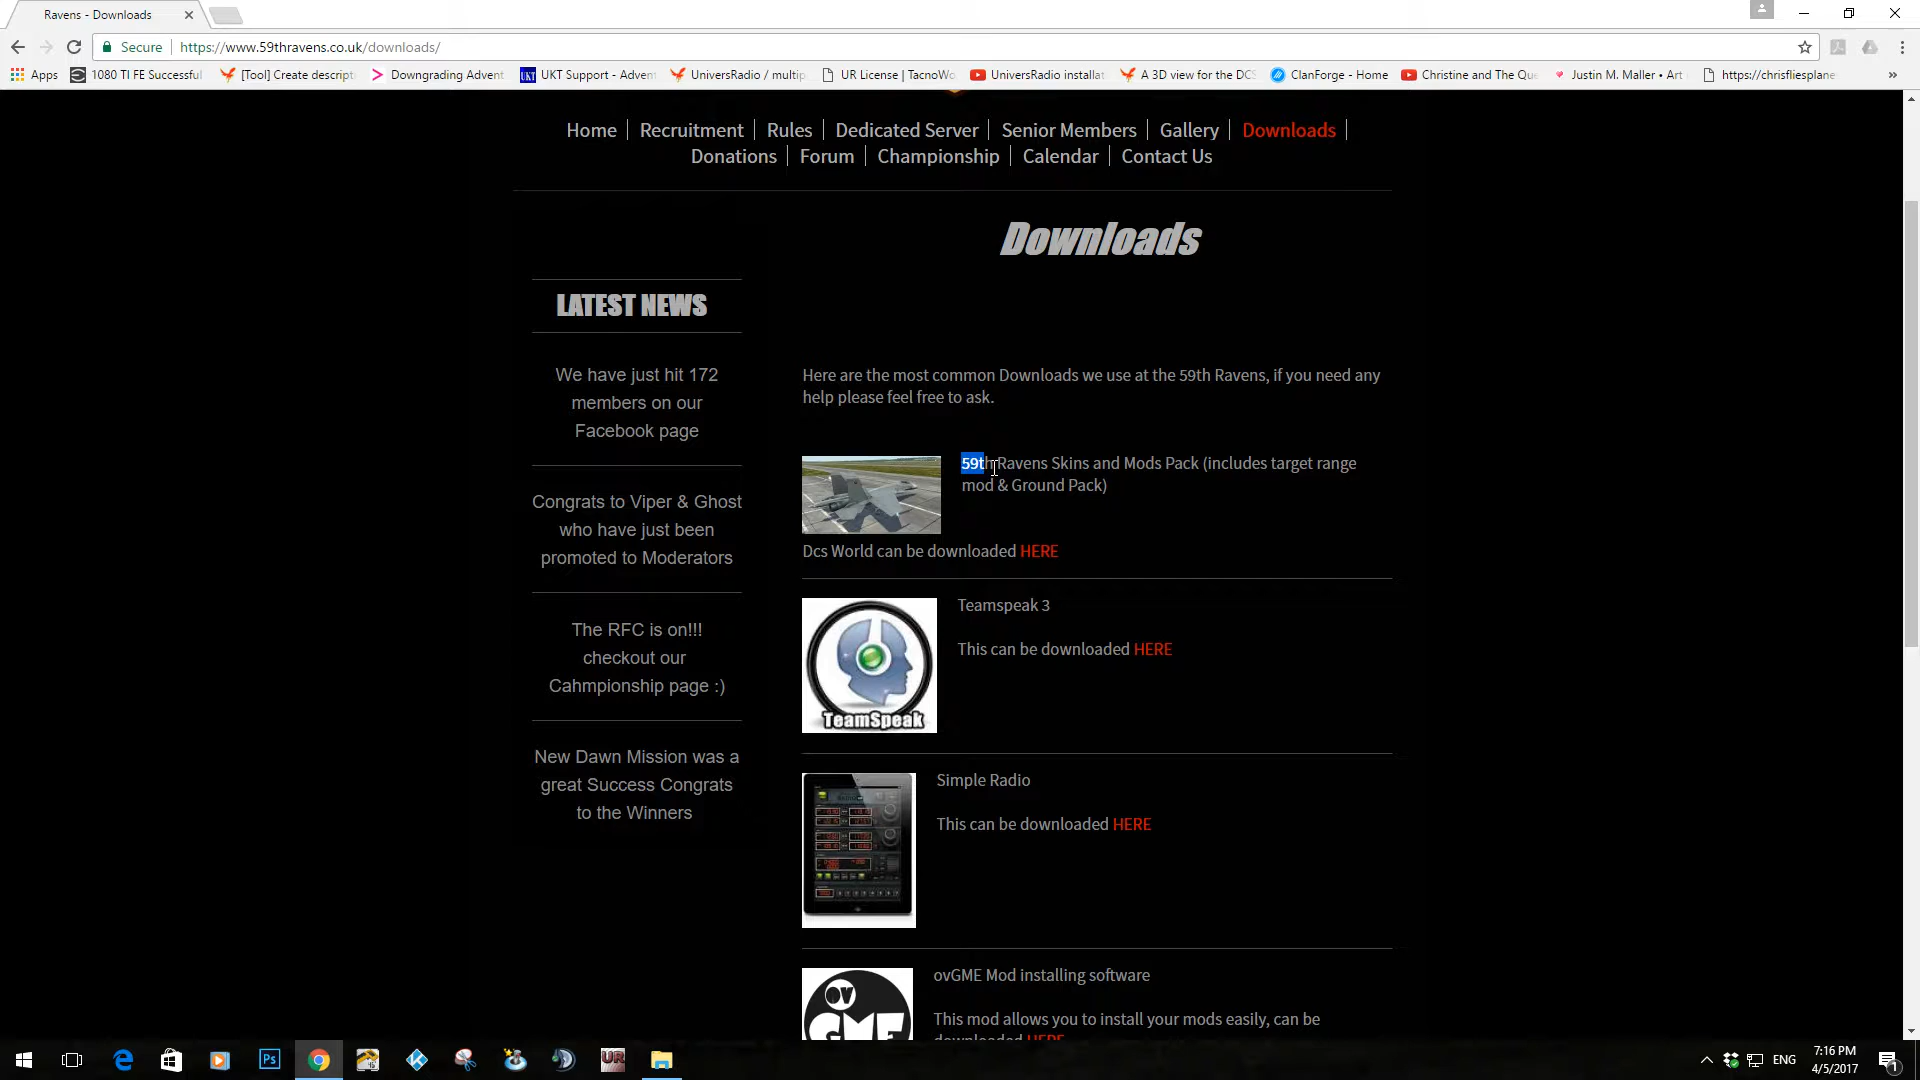 Ravens - Downloads
Secure
https://www.59thravens.co.uk/downloads/
Apps
1080 TI FE Successful
[Tool] Create descript
Downgrading Advent
UKT Support - Adven
UniversRadio / multip
UR License | TacnoWo
UniversRadio installat
A 3D view for the DCS
ClanForge - Home
Christine and The Que
Justin M. Maller • Art
https://chrisfliesplane
»
Home
Recruitment
Rules
Dedicated Server
Senior Members
Gallery
Downloads
Donations
Forum
Championship
Calendar
Contact Us
Downloads
LATEST NEWS
We have just hit 172
members on our
Facebook page
Congrats to Viper & Ghost
who have just been
promoted to Moderators
The RFC is on!!!
checkout our
Cahmpionship page :)
New Dawn Mission was a
great Success Congrats
to the Winners
Here are the most common Downloads we use at the 59th Ravens, if you need any
help please feel free to ask.
59th Ravens Skins and Mods Pack (includes target range
mod & Ground Pack)
Dcs World can be downloaded HERE
TeamSpeak
Teamspeak 3
This can be downloaded HERE
Simple Radio
This can be downloaded HERE
OV
GME
ovGME Mod installing software
This mod allows you to install your mods easily, can be
downloaded HERE
Ps
UR
ENG
7:16 PM
4/5/2017
1